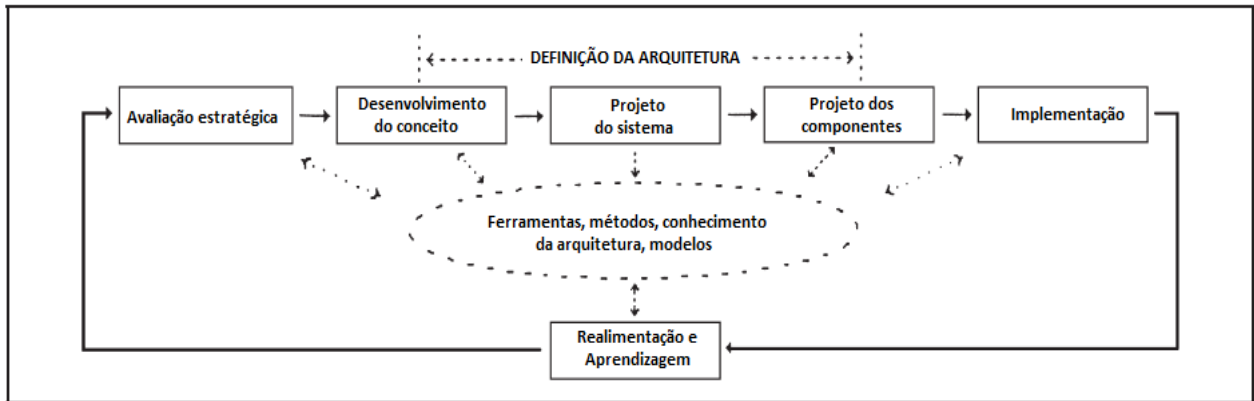 DEFINIÇÃO DA ARQUITETURA
Avaliação estratégica
Desenvolvimento
do conceito
Projeto
do sistema
Projeto dos
componentes
Implementação
Ferramentas, métodos, conhecimento
da arquitetura, modelos
Realimentação e
Aprendizagem